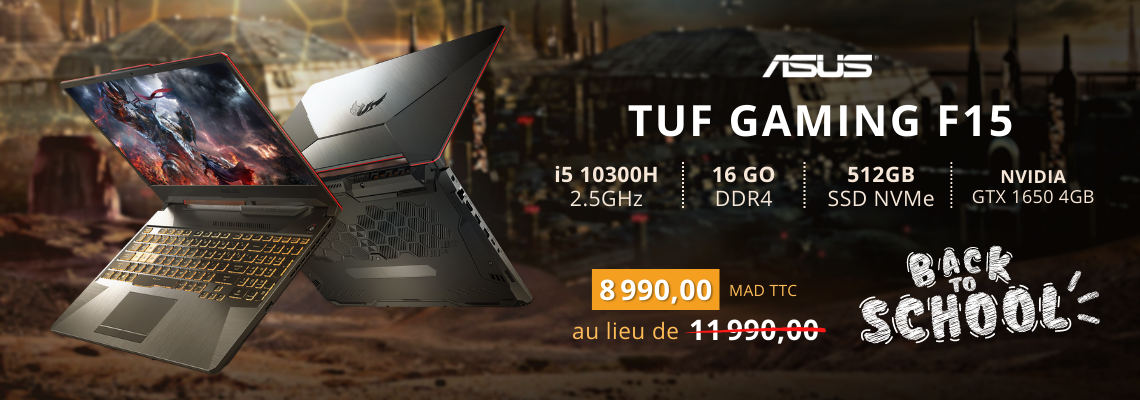 ASUS
TUF GAMING F15
i5 10300H
2.5GHz
16 GO
DDR4
512GB
SSD NVMe
NVIDIA
GTX 1650 4GB
8 990,00 MAD TTC
au lieu de 11 990,00
BACK
TO
SCHOOL